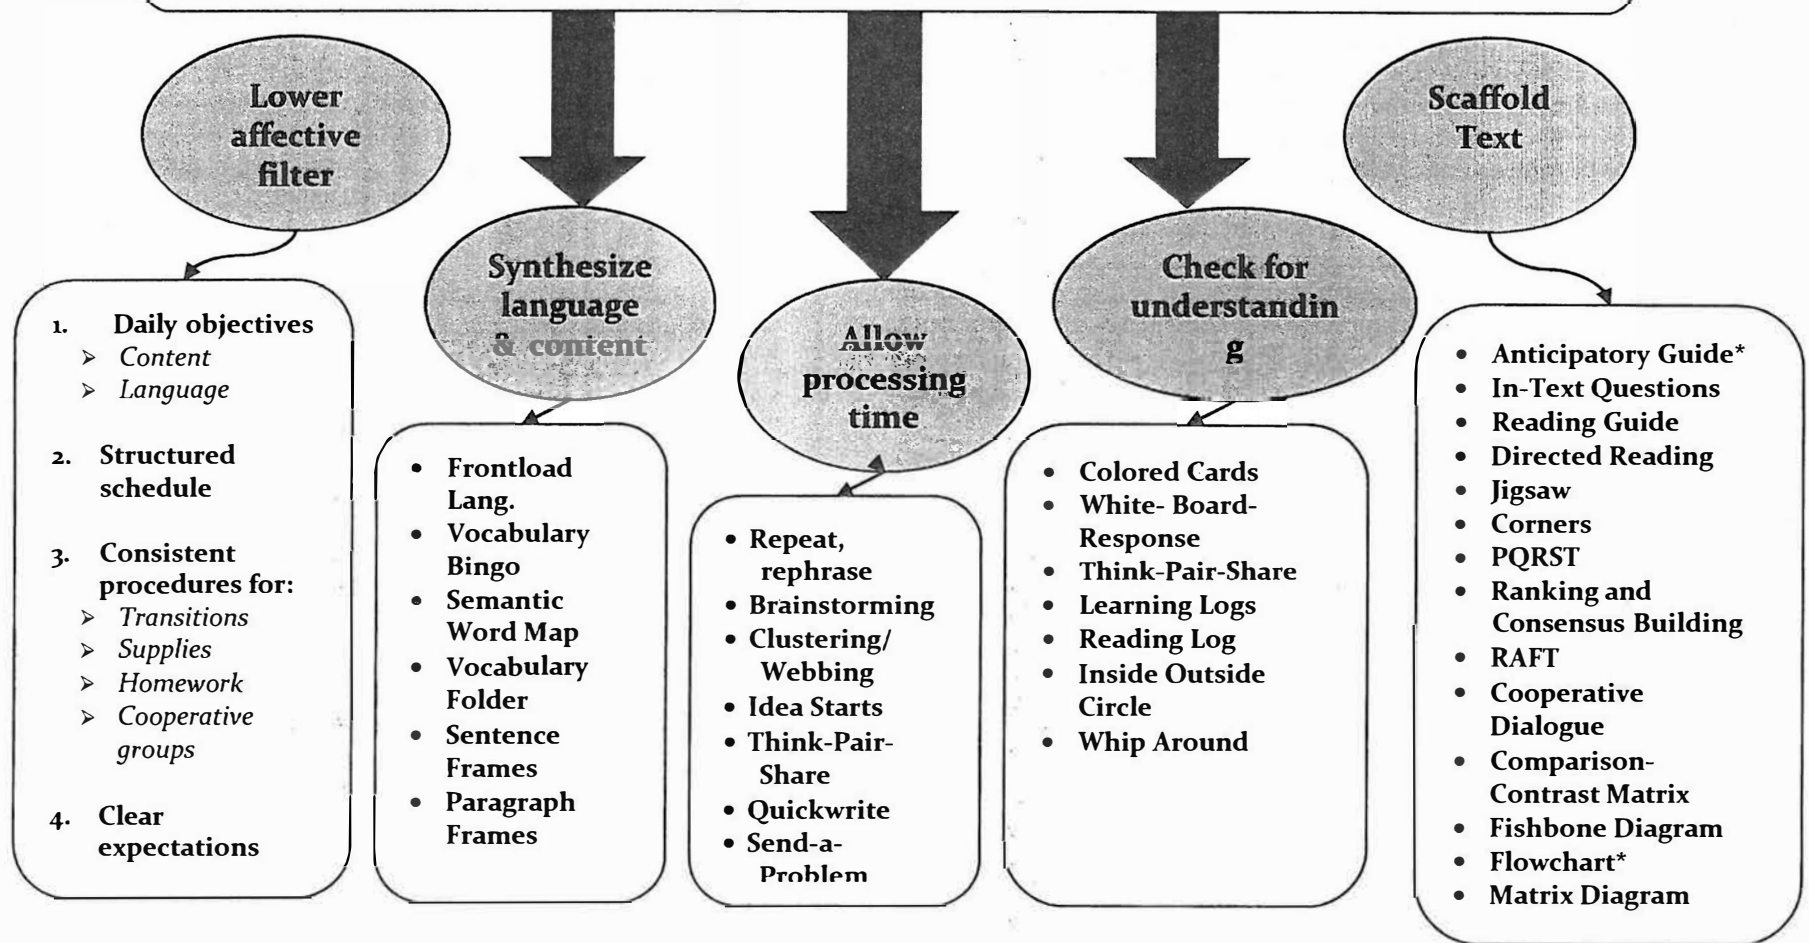 Lower
affective
filter
1. Daily objectives
➢ Content
➢ Language
2. Structured
schedule
3. Consistent
procedures for:
➢ Transitions
➢ Supplies
➢ Homework
➢ Cooperative
groups
4. Clear
expectations
Synthesize
language
& content
• Frontload
Lang.
• Vocabulary
Bingo
• Semantic
Word Map
• Vocabulary
Folder
• Sentence
Frames
• Paragraph
Frames
Allow
processing
time
• Repeat,
rephrase
• Brainstorming
• Clustering/
Webbing
• Idea Starts
• Think-Pair-
Share
• Quickwrite
• Send-a-
Problem
Check for
understandin
g
• Colored Cards
• White- Board-
Response
• Think-Pair-Share
• Learning Logs
• Reading Log
• Inside Outside
Circle
• Whip Around
Scaffold
Text
• Anticipatory Guide*
• In-Text Questions
• Reading Guide
• Directed Reading
• Jigsaw
• Corners
• PQRST
• Ranking and
Consensus Building
• RAFT
• Cooperative
Dialogue
• Comparison-
Contrast Matrix
• Fishbone Diagram
• Flowchart*
• Matrix Diagram